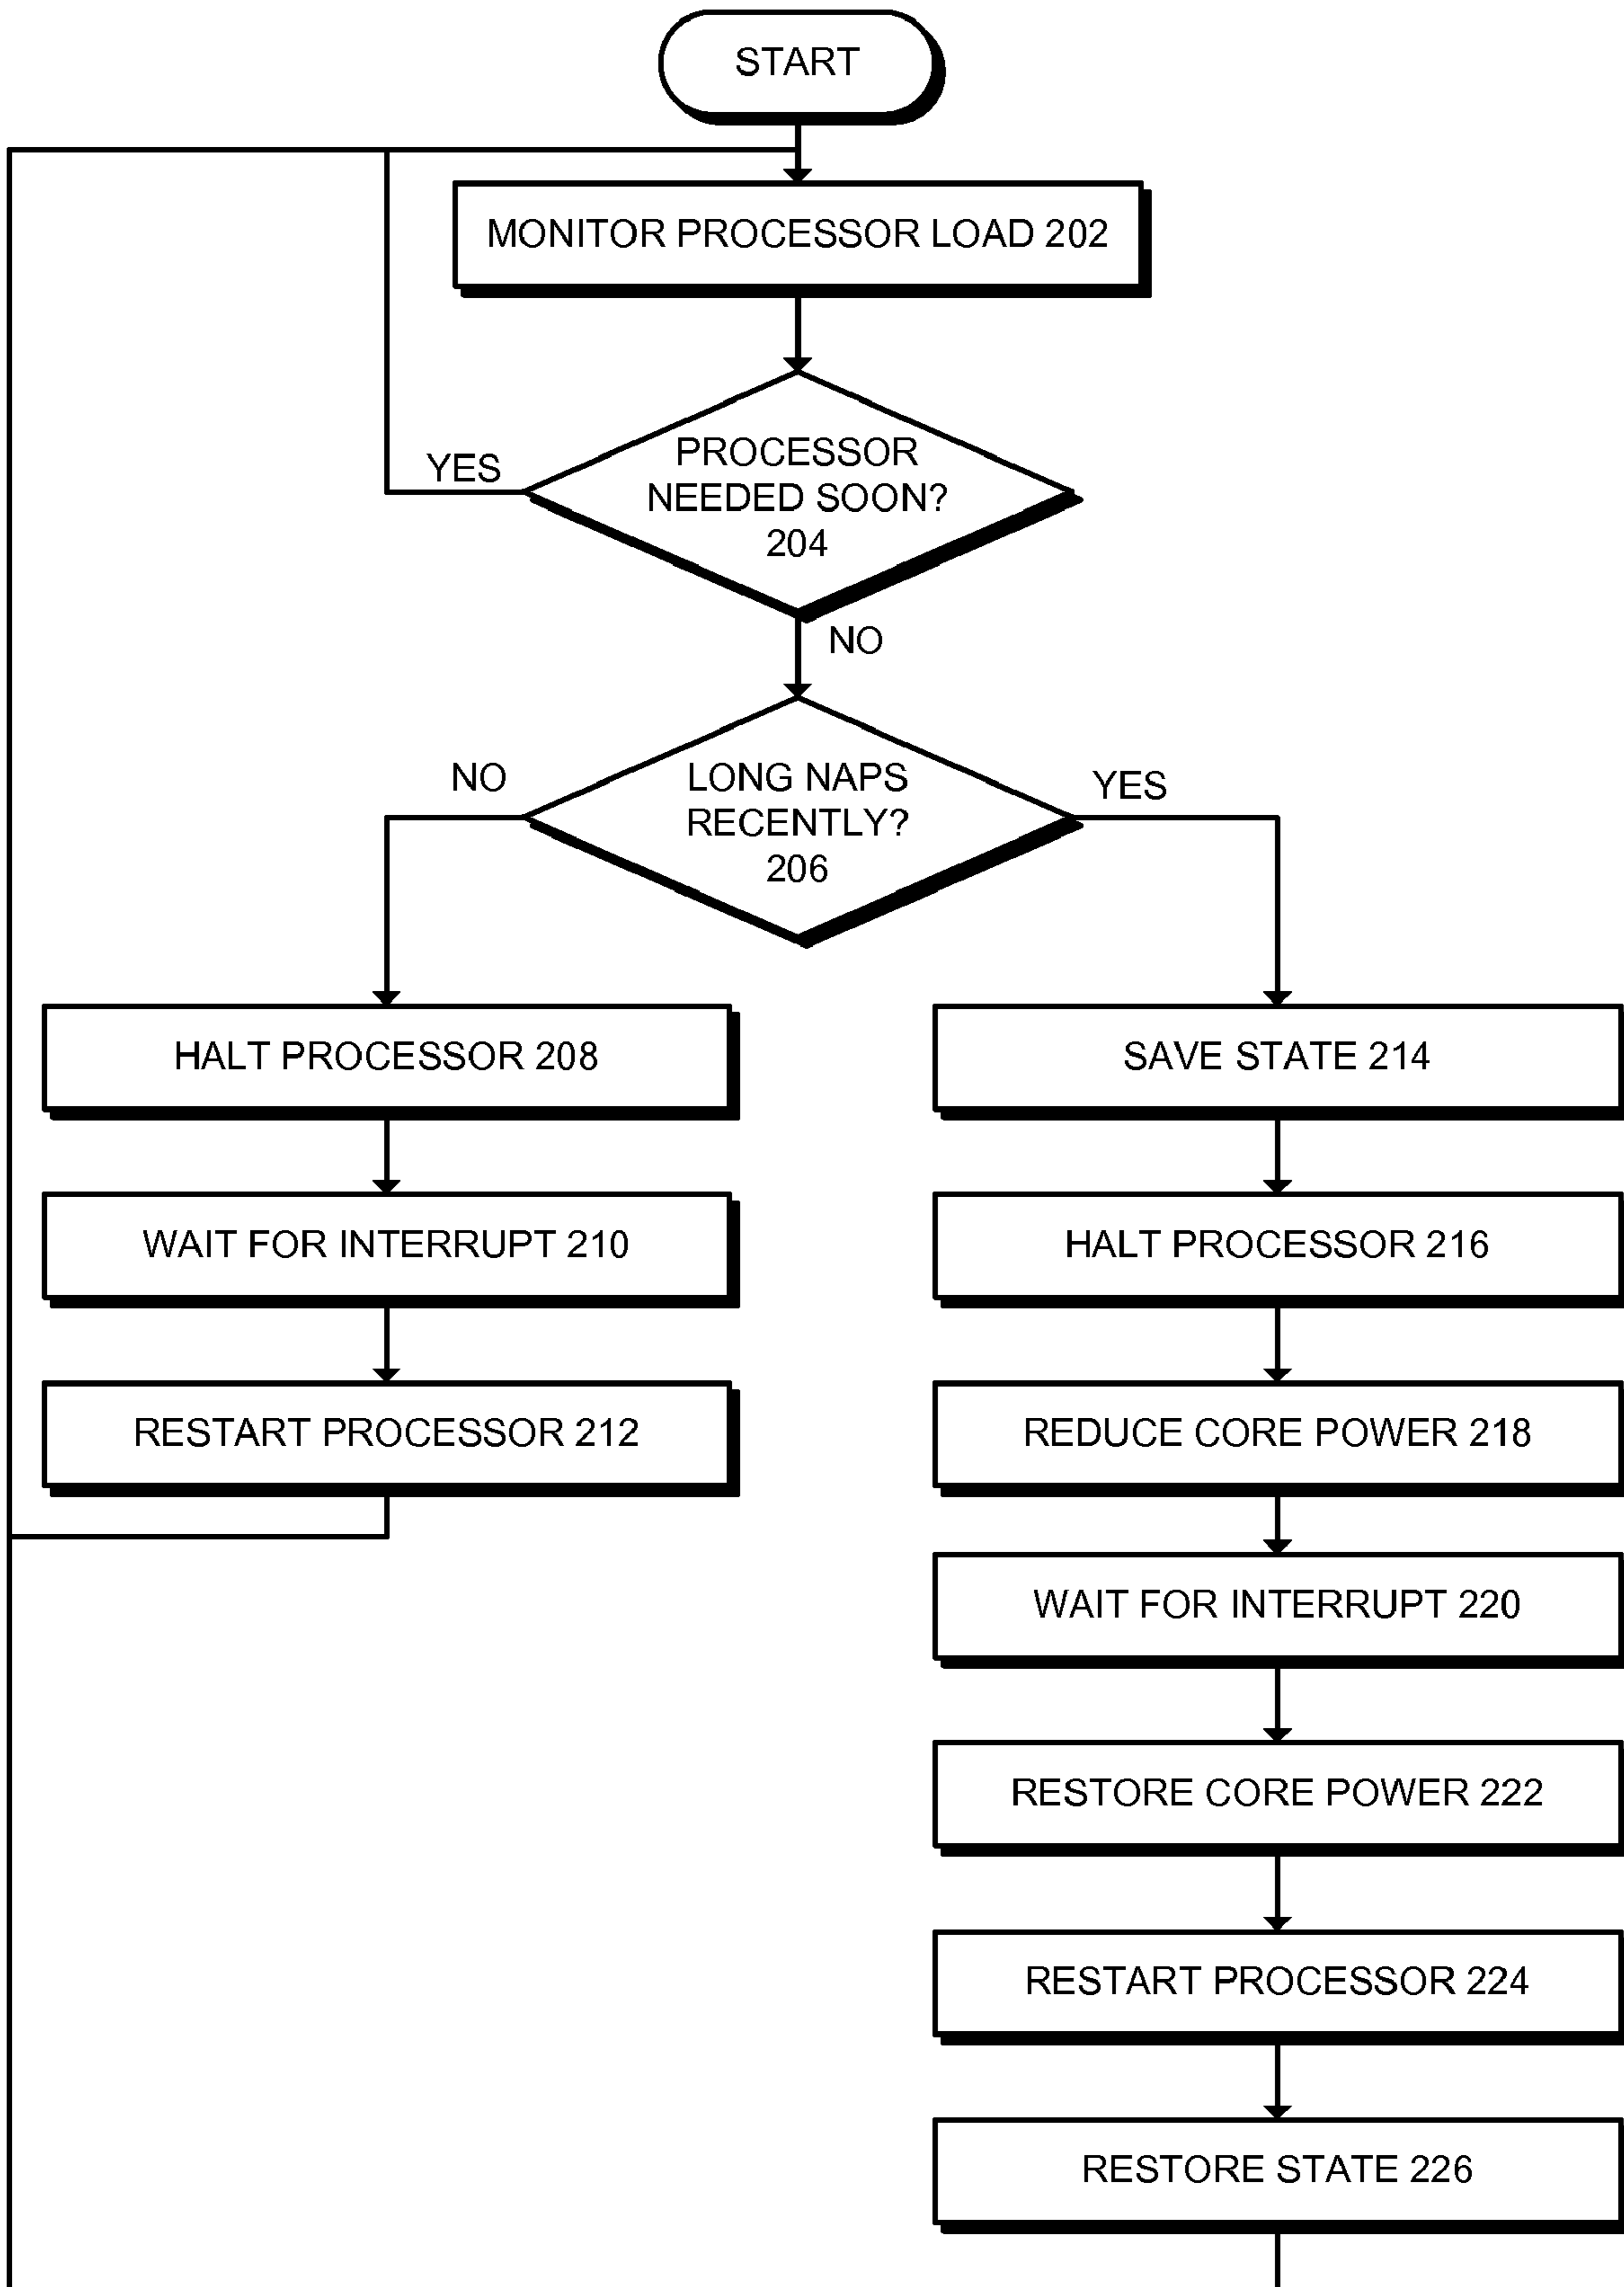 START
MONITOR PROCESSOR LOAD 202
PROCESSOR
NEEDED SOON?
204
YES
NO
LONG NAPS
RECENTLY?
206
NO
YES
HALT PROCESSOR 208
WAIT FOR INTERRUPT 210
RESTART PROCESSOR 212
SAVE STATE 214
HALT PROCESSOR 216
REDUCE CORE POWER 218
WAIT FOR INTERRUPT 220
RESTORE CORE POWER 222
RESTART PROCESSOR 224
RESTORE STATE 226